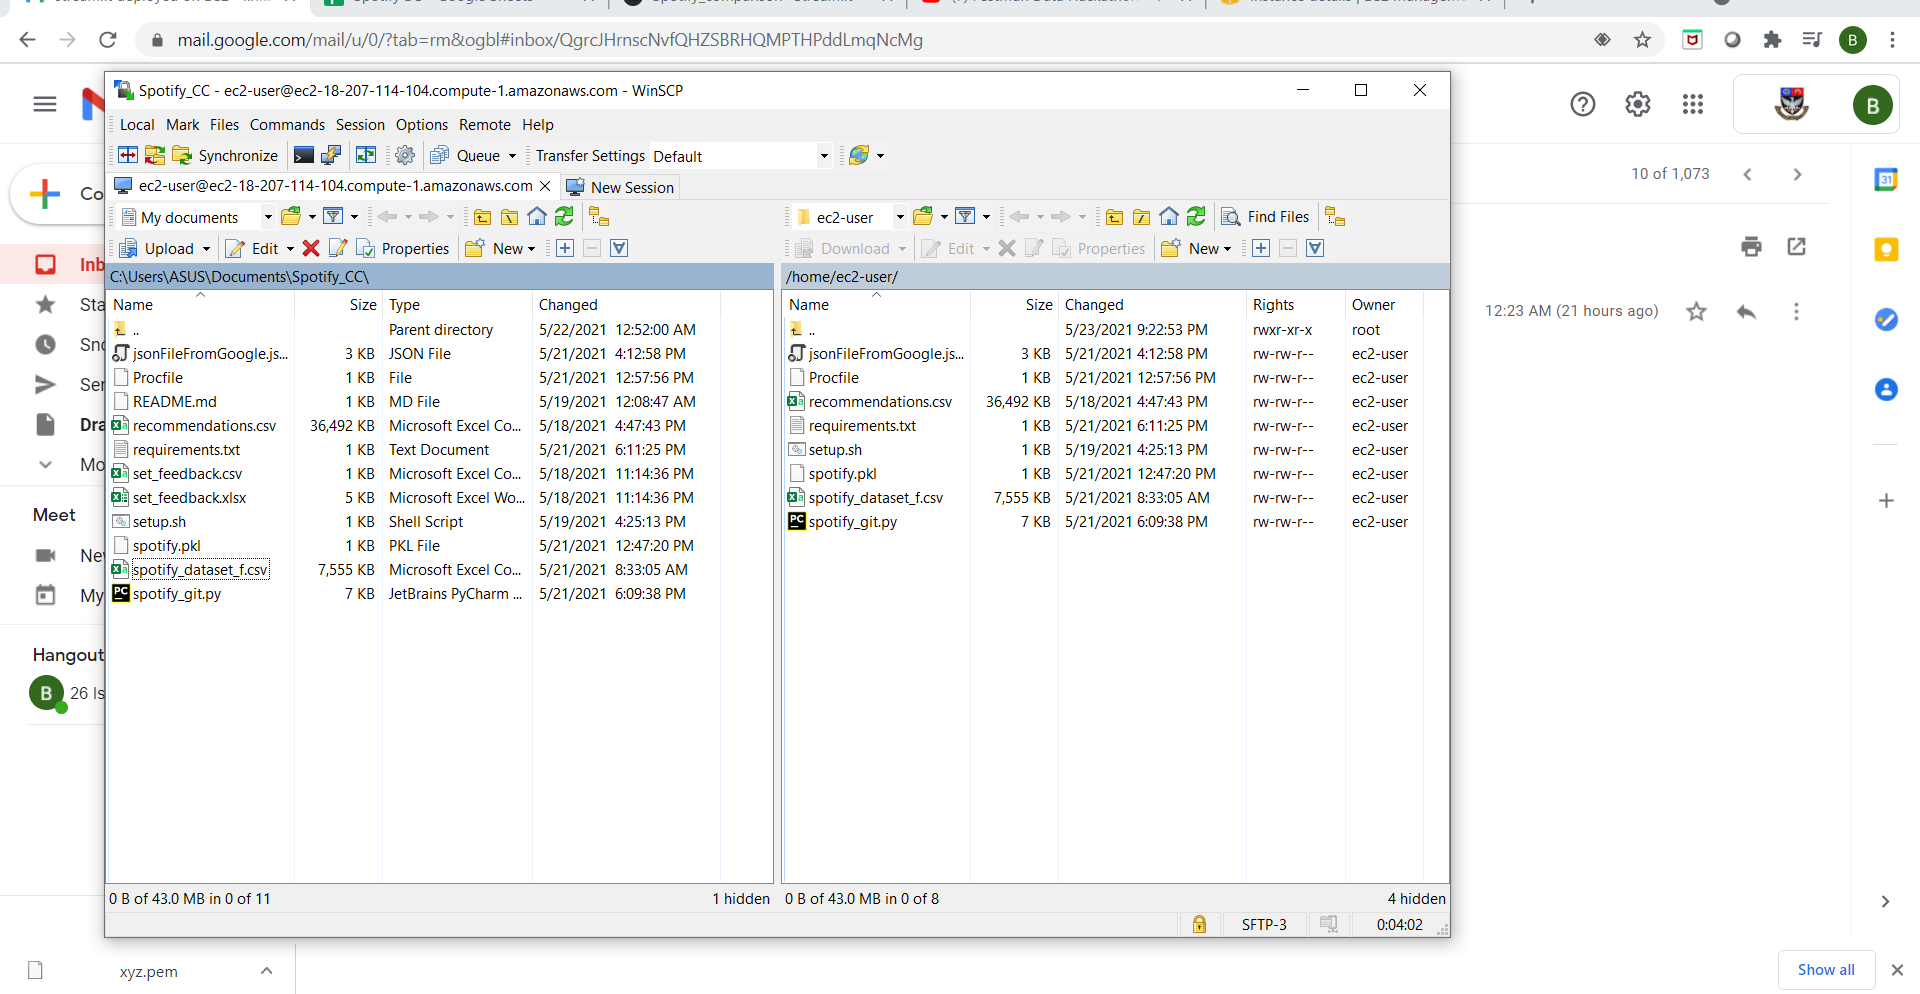 mail.google.com/mail/u/0/?tab=rm&ogbl#inbox/QgrcJHrnscNvfQHZSBRHQMPTHPddLmqNcMg
B
Spotify_CC - ec2-user@ec2-18-207-114-104.compute-1.amazonaws.com - WinSCP
B
Local Mark Files Commands Session Options Remote Help
Synchronize Queue Transfer Settings Default
ec2-user@ec2-18-207-114-104.compute-1.amazonaws.com New Session
10 of 1,073
31
Co
My documents ec2-user Find Files
Upload Edit Properties New Download Edit Properties New
Inb
C:\Users\ASUS\Documents\Spotify_CC\ /home/ec2-user/
Name Size Type Changed Name Size Changed Rights Owner
Sta
12:23 AM (21 hours ago)
.. Parent directory 5/22/2021 12:52:00 AM .. 5/23/2021 9:22:53 PM rwxr-xr-x root
Sno
jsonFileFromGoogle.js... 3 KB JSON File 5/21/2021 4:12:58 PM jsonFileFromGoogle.js... 3 KB 5/21/2021 4:12:58 PM rw-rw-r-- ec2-user
Procfile 1 KB File 5/21/2021 12:57:56 PM Procfile 1 KB 5/21/2021 12:57:56 PM rw-rw-r-- ec2-user
Ser
README.md 1 KB MD File 5/19/2021 12:08:47 AM recommendations.csv 36,492 KB 5/18/2021 4:47:43 PM rw-rw-r-- ec2-user
Dra
recommendations.csv 36,492 KB Microsoft Excel Co... 5/18/2021 4:47:43 PM requirements.txt 1 KB 5/21/2021 6:11:25 PM rw-rw-r-- ec2-user
requirements.txt 1 KB Text Document 5/21/2021 6:11:25 PM setup.sh 1 KB 5/19/2021 4:25:13 PM rw-rw-r-- ec2-user
Mo
set_feedback.csv 1 KB Microsoft Excel Co... 5/18/2021 11:14:36 PM spotify.pkl 1 KB 5/21/2021 12:47:20 PM rw-rw-r-- ec2-user
set_feedback.xlsx 5 KB Microsoft Excel Wo... 5/18/2021 11:14:36 PM spotify_dataset_f.csv 7,555 KB 5/21/2021 8:33:05 AM rw-rw-r-- ec2-user
Meet
setup.sh 1 KB Shell Script 5/19/2021 4:25:13 PM PC spotify_git.py 7 KB 5/21/2021 6:09:38 PM rw-rw-r-- ec2-user
spotify.pkl 1 KB PKL File 5/21/2021 12:47:20 PM
Nev
spotify_dataset_f.csv 7,555 KB Microsoft Excel Co... 5/21/2021 8:33:05 AM
PC spotify_git.py 7 KB JetBrains PyCharm ... 5/21/2021 6:09:38 PM
My
Hangout
B 26 Is
0 B of 43.0 MB in 0 of 11 1 hidden 0 B of 43.0 MB in 0 of 8 4 hidden
SFTP-3 0:04:02
xyz.pem Show all